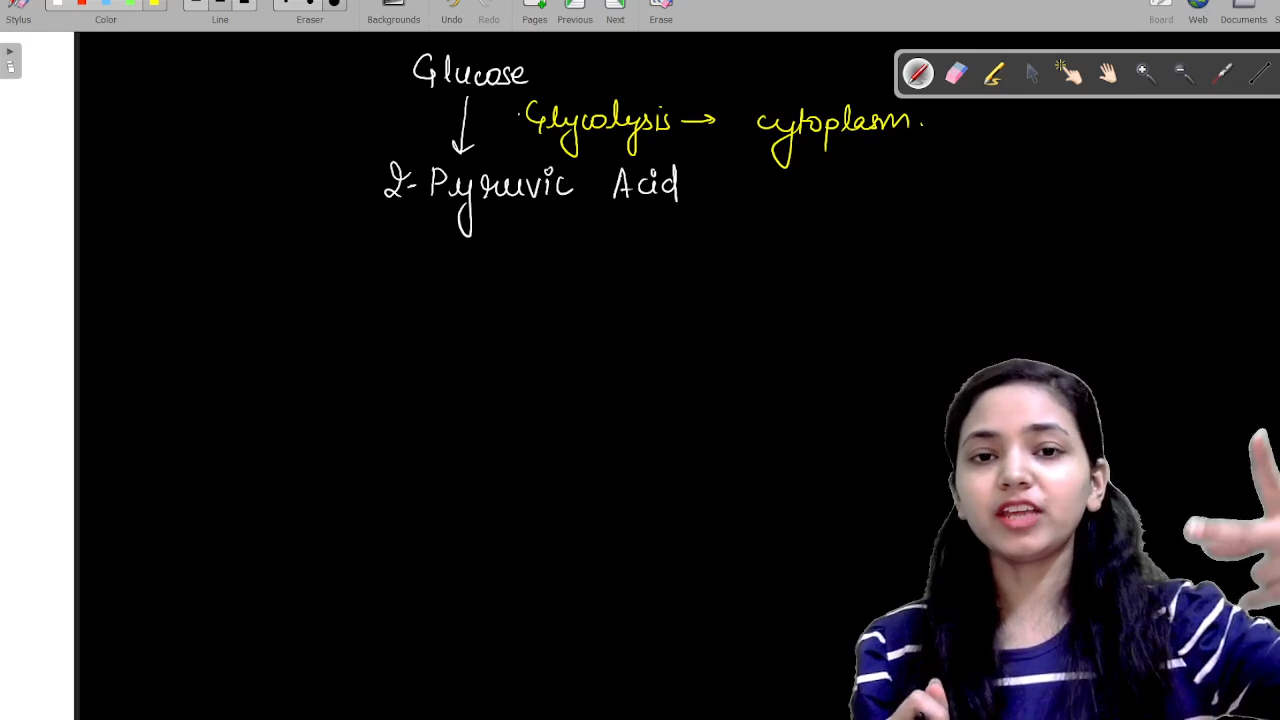 Stylus Color Line Eraser Backgrounds Undo Redo Pages Previous Next Erase Board Web Documents
Glucose
Glycolysis → cytoplasm.
2-Pyruvic Acid